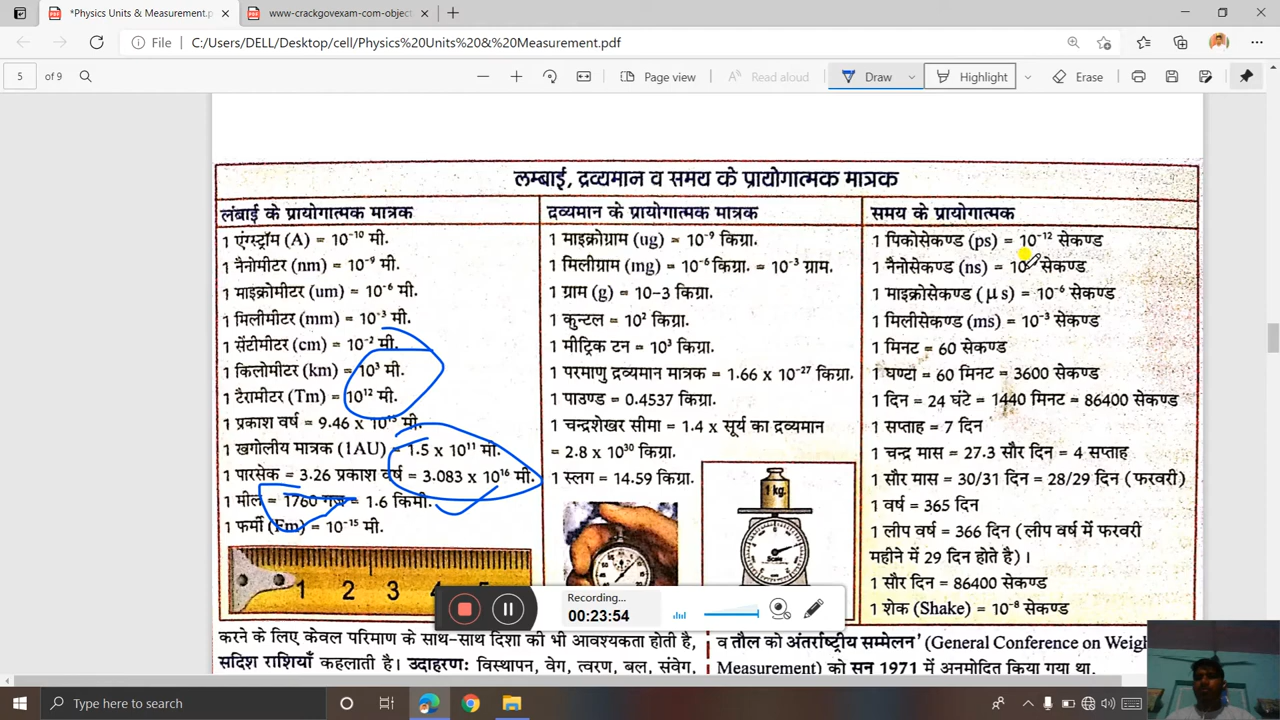 *Physics Units & Measurement.p
www-crackgovexam-com-object
File
C:/Users/DELL/Desktop/cell/Physics%20Units%20&%20Measurement.pdf
5 of 9
Page view
Read aloud
Draw
Highlight
Erase
लम्बाई, द्रव्यमान व समय के प्रायोगात्मक मात्रक
लंबाई के प्रायोगात्मक मात्रक
1 एंग्स्ट्रॉम (A) = 10⁻¹⁰ मी.
1 नैनोमीटर (nm) = 10⁻⁹ मी.
1 माइक्रोमीटर (um) = 10⁻⁶ मी.
1 मिलीमीटर (mm) = 10⁻³ मी.
1 सेंटीमीटर (cm) = 10⁻² मी.
1 किलोमीटर (km) = 10³ मी.
1 टैरामीटर (Tm) = 10¹² मी.
1 प्रकाश वर्ष = 9.46 x 10¹⁵ मी.
1 खगोलीय मात्रक (1AU) = 1.5 x 10¹¹ मी.
1 पारसेक = 3.26 प्रकाश वर्ष = 3.083 x 10¹⁶ मी.
1 मील = 1760 गज = 1.6 किमी.
1 फर्मी (Fm) = 10⁻¹⁵ मी.
1 2 3 4 5
द्रव्यमान के प्रायोगात्मक मात्रक
1 माइक्रोग्राम (ug) = 10⁻⁹ किग्रा.
1 मिलीग्राम (mg) = 10⁻⁶ किग्रा. = 10⁻³ ग्राम.
1 ग्राम (g) = 10–3 किग्रा.
1 कुन्टल = 10² किग्रा.
1 मीट्रिक टन = 10³ किग्रा.
1 परमाणु द्रव्यमान मात्रक = 1.66 x 10⁻²⁷ किग्रा.
1 पाउण्ड = 0.4537 किग्रा.
1 चन्द्रशेखर सीमा = 1.4 x सूर्य का द्रव्यमान
= 2.8 x 10³⁰ किग्रा.
1 स्लग = 14.59 किग्रा.
1 kg.
समय के प्रायोगात्मक
1 पिकोसेकण्ड (ps) = 10⁻¹² सेकण्ड
1 नैनोसेकण्ड (ns) = 10 सेकण्ड
1 माइक्रोसेकण्ड (μ s) = 10⁻⁶ सेकण्ड
1 मिलीसेकण्ड (ms) = 10⁻³ सेकण्ड
1 मिनट = 60 सेकण्ड
1 घण्टा = 60 मिनट = 3600 सेकण्ड
1 दिन = 24 घंटे = 1440 मिनट = 86400 सेकण्ड
1 सप्ताह = 7 दिन
1 चन्द्र मास = 27.3 सौर दिन = 4 सप्ताह
1 सौर मास = 30/31 दिन = 28/29 दिन (फरवरी)
1 वर्ष = 365 दिन
1 लीप वर्ष = 366 दिन (लीप वर्ष में फरवरी
महीने में 29 दिन होते है)।
1 सौर दिन = 86400 सेकण्ड
1 शेक (Shake) = 10⁻⁸ सेकण्ड
Recording...
00:23:54
करने के लिए केवल परिमाण के साथ-साथ दिशा की भी आवश्यकता होती है,
सदिश राशियाँ कहलाती है। उदाहरण: विस्थापन, वेग, त्वरण, बल, संवेग,
व तौल को अंतर्राष्ट्रीय सम्मेलन' (General Conference on Weigh
Measurement) को सन 1971 में अनमोदित किया गया था.
Type here to search